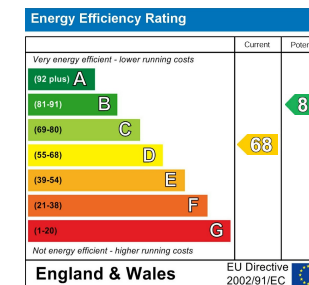 Energy Efficiency Rating
Current
Very energy efficient - lower running costs
(92 plus) A
(81-91) B
(69-80) C
(55-68) D
68
(39-54) E
(21-38) F
(1-20) G
Not energy efficient - higher running costs
England & Wales
EU Directive
2002/91/EC